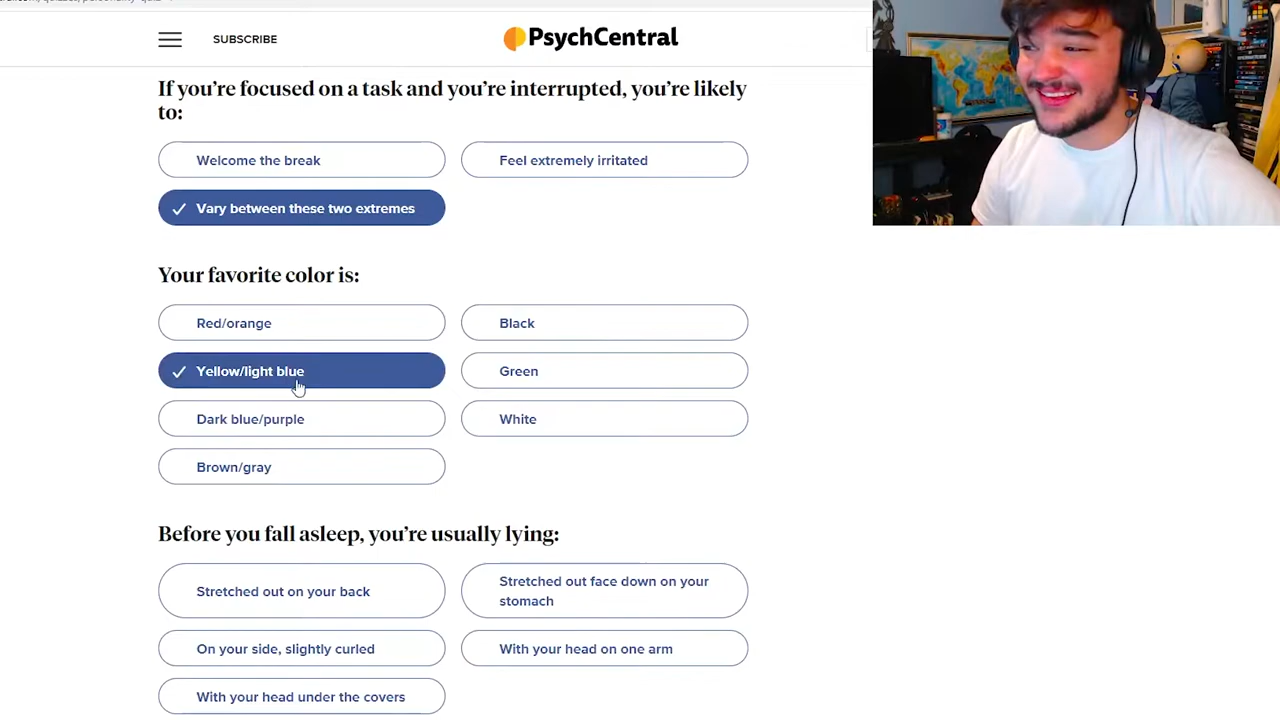 SUBSCRIBE
PsychCentral
If you're focused on a task and you're interrupted, you're likely
to:
Welcome the break
Feel extremely irritated
Vary between these two extremes
Your favorite color is:
Red/orange
Black
Yellow/light blue
Green
Dark blue/purple
White
Brown/gray
Before you fall asleep, you're usually lying:
Stretched out on your back
Stretched out face down on your
stomach
On your side, slightly curled
With your head on one arm
With your head under the covers